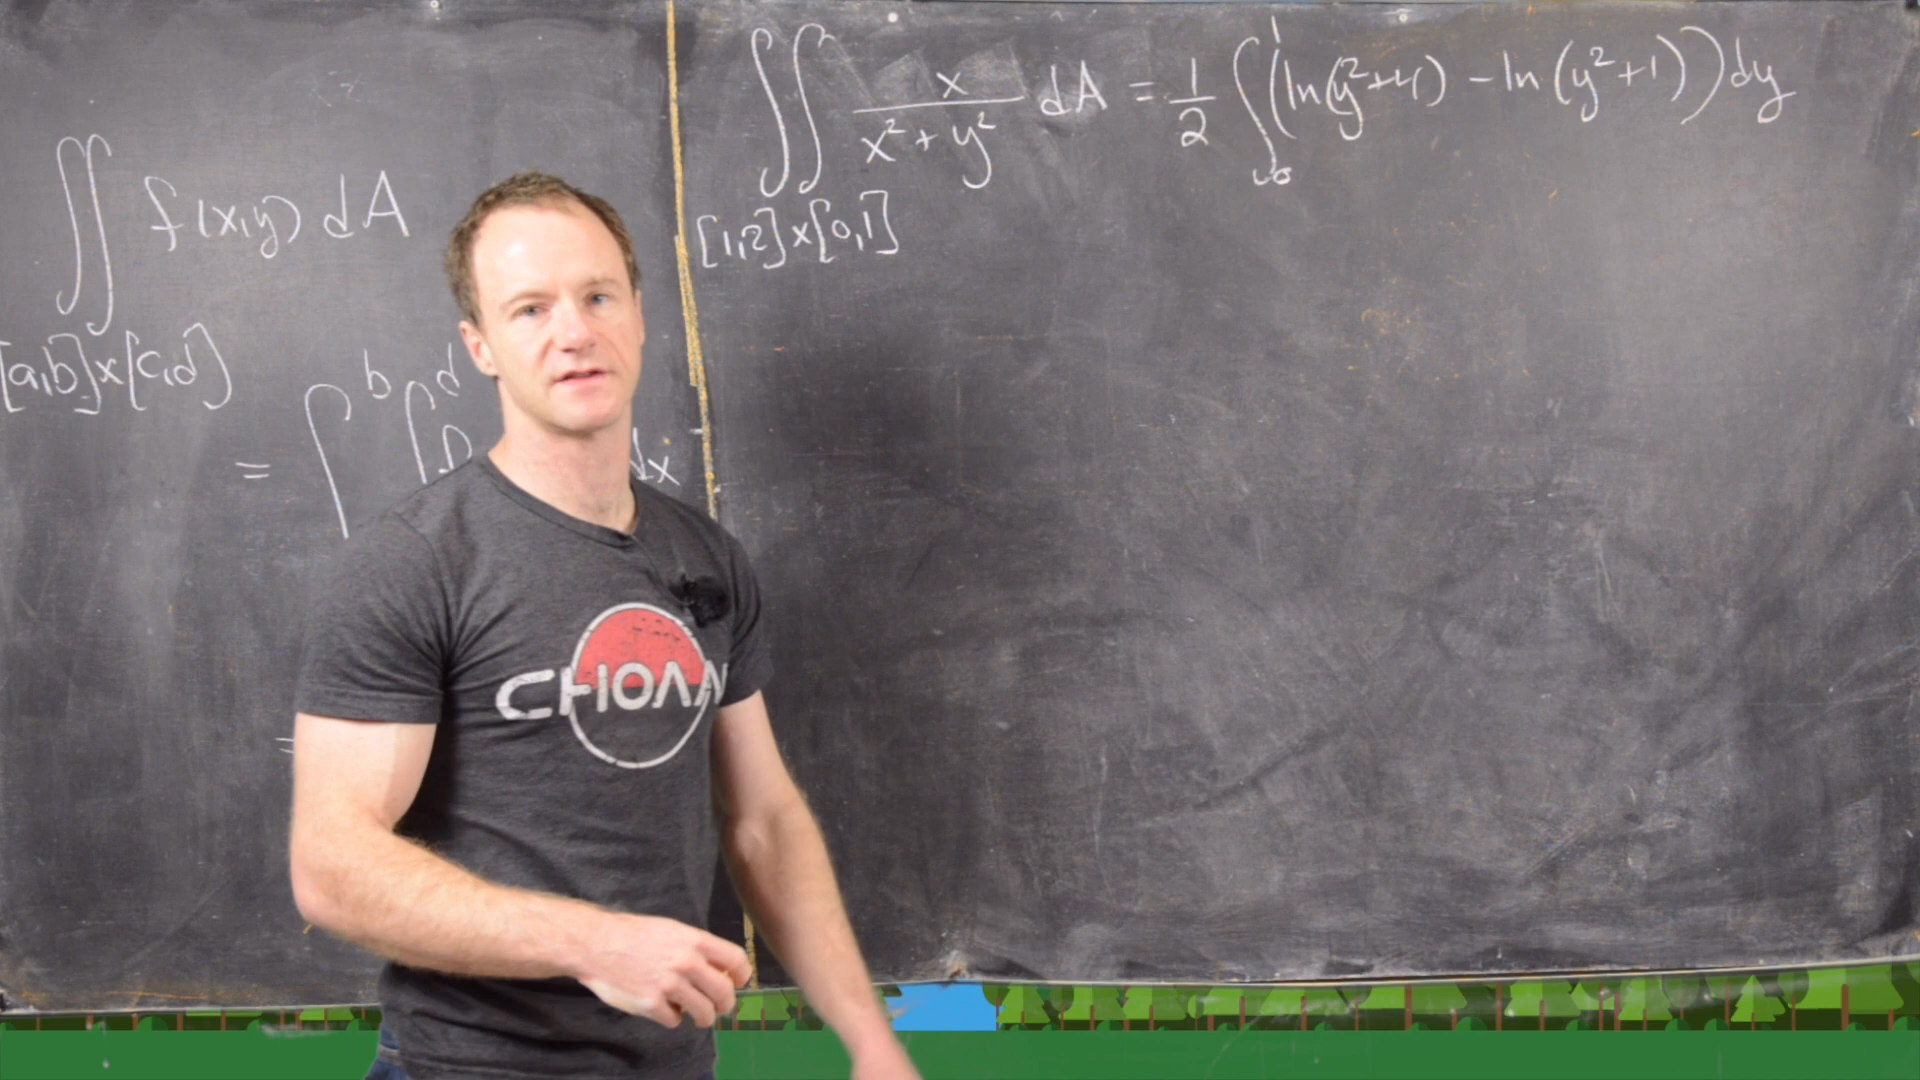 ∬ f(x,y) dA
[a,b]x[c,d]
= ∫ b ∫ d dx
=
∬ x/(x²+y²) dA = 1/2 ∫₀¹ (ln(y²+4) - ln(y²+1)) dy
[1,2]x[0,1]
CHOAM